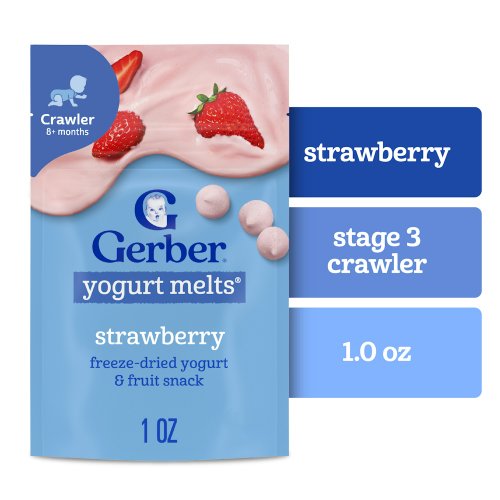 Crawler
8+ months
Gerber®
yogurt melts®
strawberry
freeze-dried yogurt
& fruit snack
1 OZ
strawberry
stage 3
crawler
1.0 oz